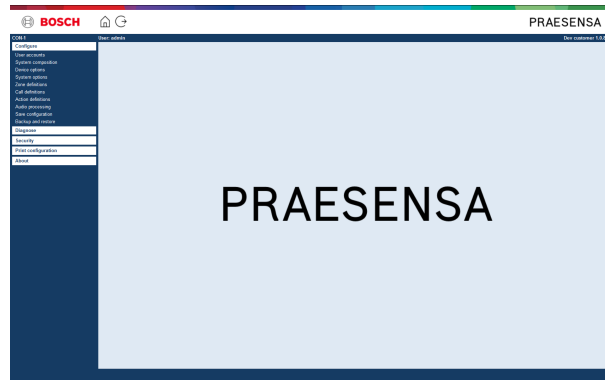 BOSCH
PRAESENSA
CON-1
User: admin
Dev customer 1.0.
Configure
User accounts
System composition
Device options
System options
Zone definitions
Call definitions
Action definitions
Audio processing
Save configuration
Backup and restore
Diagnose
Security
Print configuration
About
PRAESENSA